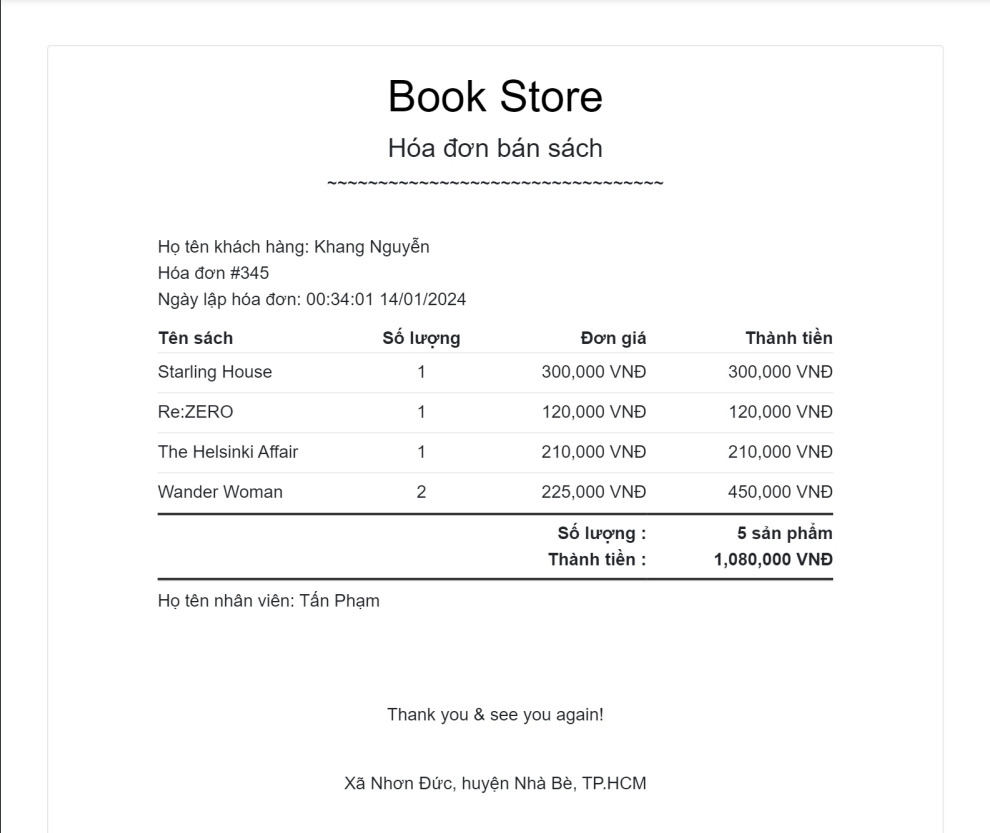 Book Store
Hóa đơn bán sách
~~~~~~~~~~~~~~~~~~~~~~~~~~~~~~~~~
Họ tên khách hàng: Khang Nguyễn
Hóa đơn #345
Ngày lập hóa đơn: 00:34:01 14/01/2024
Tên sách Số lượng Đơn giá Thành tiền
Starling House 1 300,000 VNĐ 300,000 VNĐ
Re:ZERO 1 120,000 VNĐ 120,000 VNĐ
The Helsinki Affair 1 210,000 VNĐ 210,000 VNĐ
Wander Woman 2 225,000 VNĐ 450,000 VNĐ
Số lượng : 5 sản phẩm
Thành tiền : 1,080,000 VNĐ
Họ tên nhân viên: Tấn Phạm
Thank you & see you again!
Xã Nhơn Đức, huyện Nhà Bè, TP.HCM